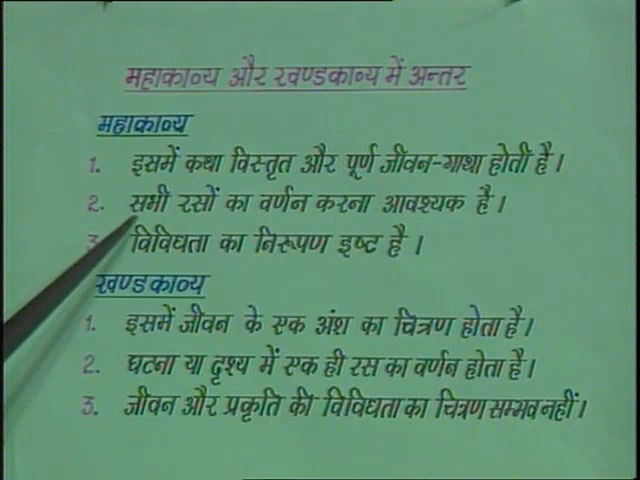 महाकाव्य और खण्डकाव्य में अन्तर
महाकाव्य
1. इसमें कथा विस्तृत और पूर्ण जीवन-गाथा होती है।
2. सभी रसों का वर्णन करना आवश्यक है।
3. विविधता का निरूपण इष्ट है।
खण्डकाव्य
1. इसमें जीवन के एक अंश का चित्रण होता है।
2. घटना या दृश्य में एक ही रस का वर्णन होता है।
3. जीवन और प्रकृति की विविधता का चित्रण सम्भव नहीं।